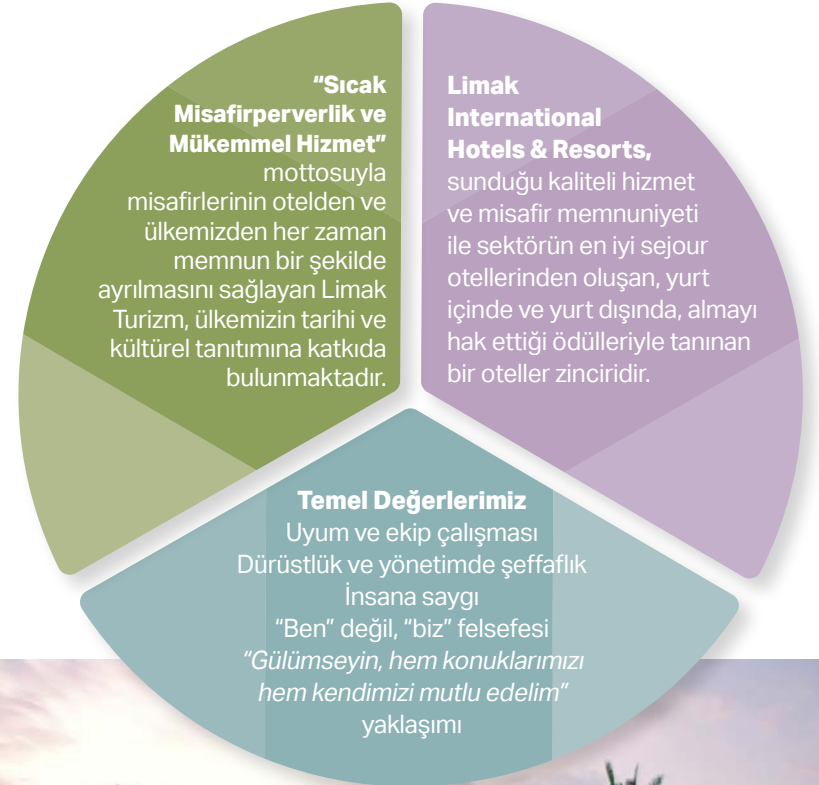 “Sıcak
Misafirperverlik ve
Mükemmel Hizmet”
mottosuyla
misafirlerinin otelden ve
ülkemizden her zaman
memnun bir şekilde
ayrılmasını sağlayan Limak
Turizm, ülkemizin tarihi ve
kültürel tanıtımına katkıda
bulunmaktadır.
Limak
International
Hotels & Resorts,
sunduğu kaliteli hizmet
ve misafir memnuniyeti
ile sektörün en iyi sejour
otellerinden oluşan, yurt
içinde ve yurt dışında, almayı
hak ettiği ödülleriyle tanınan
bir oteller zinciridir.
Temel Değerlerimiz
Uyum ve ekip çalışması
Dürüstlük ve yönetimde şeffaflık
İnsana saygı
“Ben” değil, “biz” felsefesi
“Gülümseyin, hem konuklarımızı
hem kendimizi mutlu edelim”
yaklaşımı